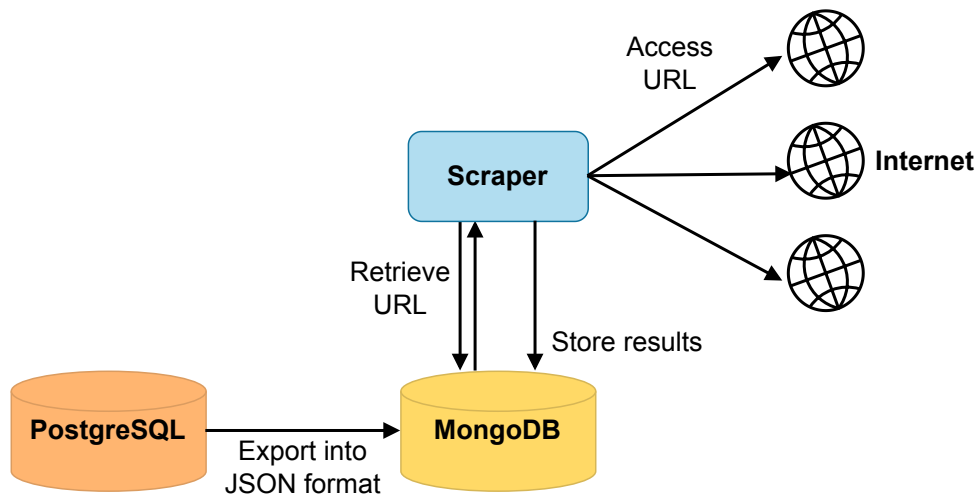 Access
URL
Internet
Scraper
Retrieve
URL
Store results
PostgreSQL
Export into
JSON format
MongoDB